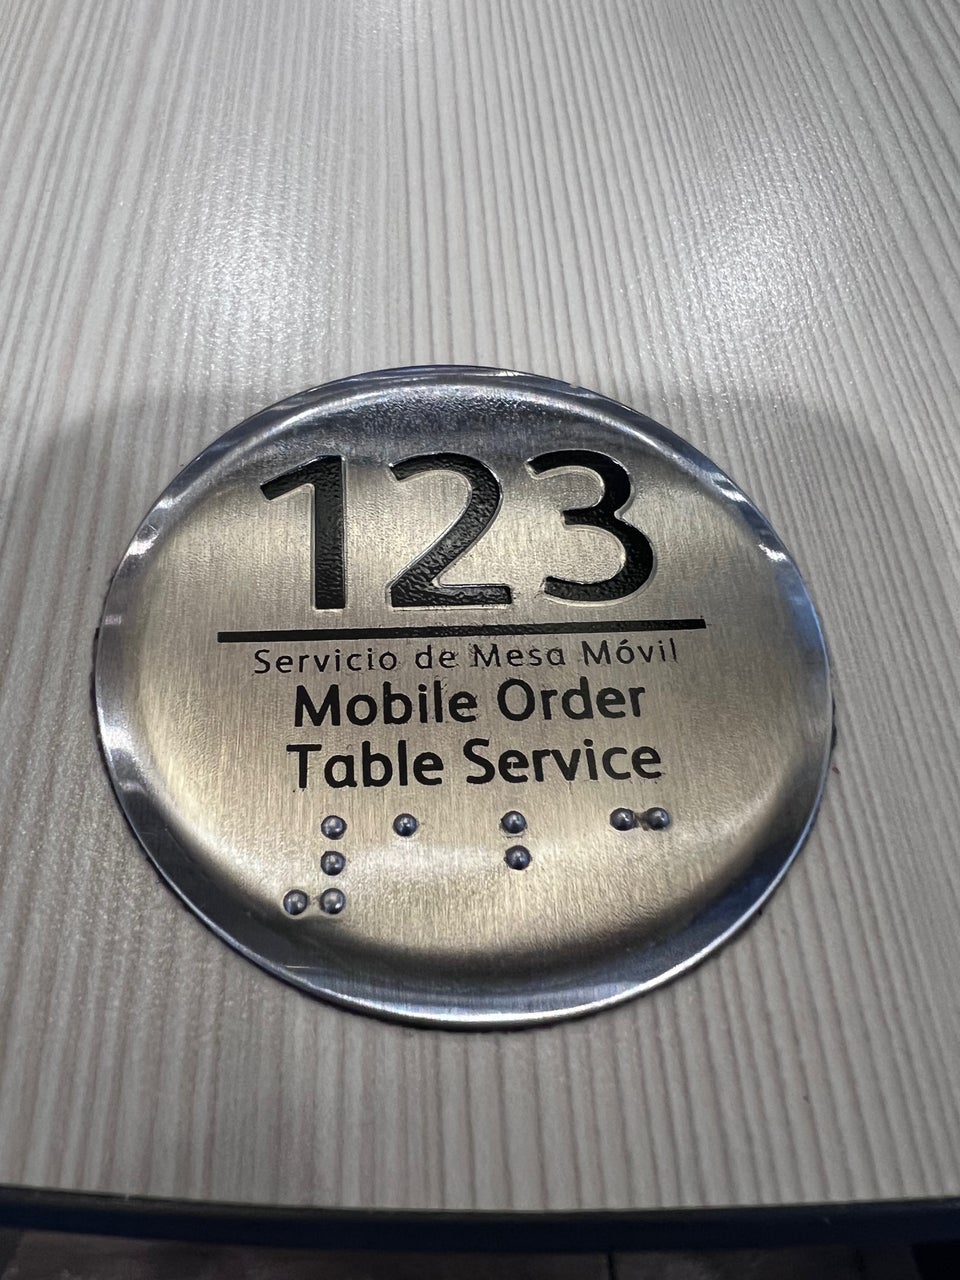 123
Servicio de Mesa Móvil
Mobile Order
Table Service
⠼⠁⠃⠉